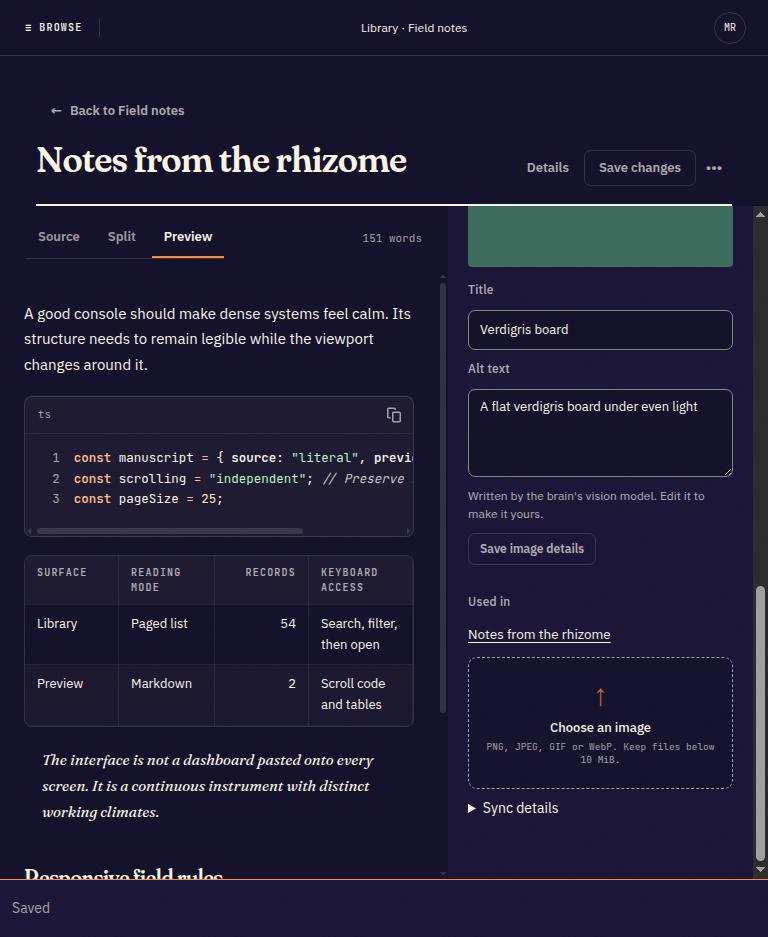 ≡ BROWSE
Library · Field notes
MR
← Back to Field notes
Notes from the rhizome
Details
Save changes
•••
Source
Split
Preview
151 words
A good console should make dense systems feel calm. Its
structure needs to remain legible while the viewport
changes around it.
ts
1 const manuscript = { source: "literal", previ
2 const scrolling = "independent"; // Preserve
3 const pageSize = 25;
SURFACE
READING
MODE
RECORDS
KEYBOARD
ACCESS
Library
Paged list
54
Search, filter,
then open
Preview
Markdown
2
Scroll code
and tables
The interface is not a dashboard pasted onto every
screen. It is a continuous instrument with distinct
working climates.
Responsive field rules
Title
Verdigris board
Alt text
A flat verdigris board under even light
Written by the brain's vision model. Edit it to
make it yours.
Save image details
Used in
Notes from the rhizome
↑
Choose an image
PNG, JPEG, GIF or WebP. Keep files below
10 MiB.
▶ Sync details
Saved